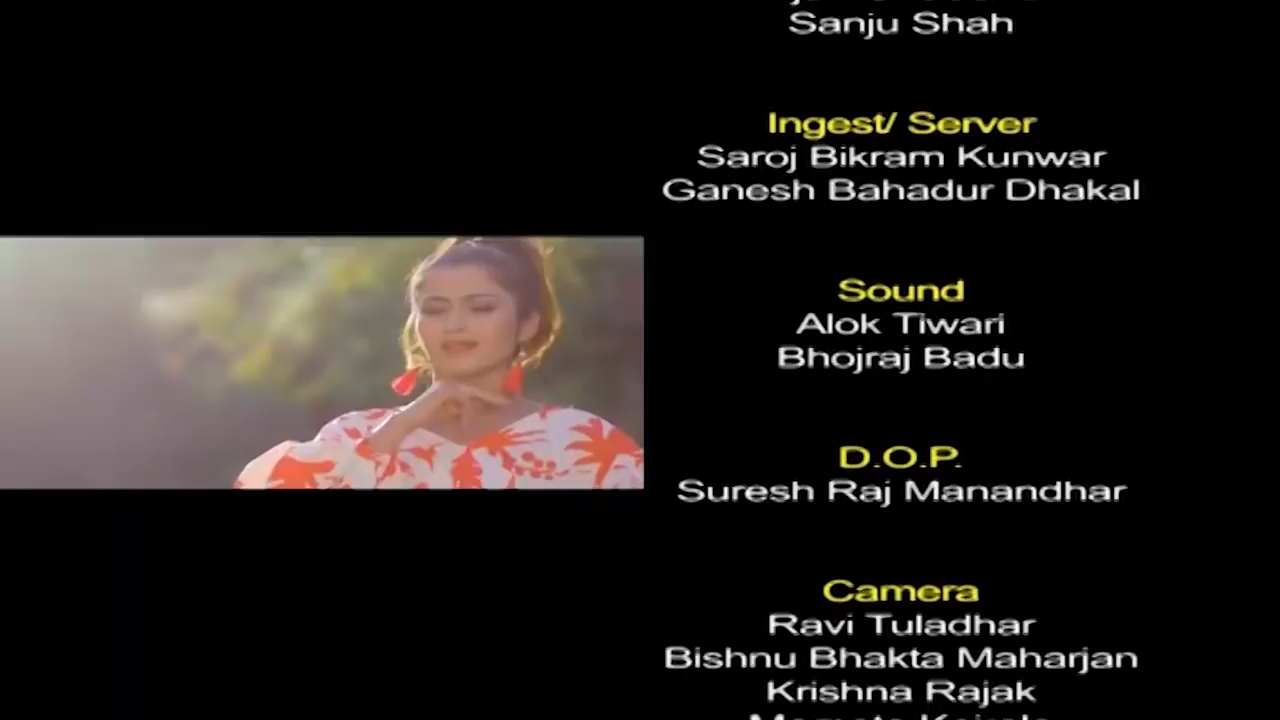 Sanju Shah
Ingest/ Server
Saroj Bikram Kunwar
Ganesh Bahadur Dhakal
Sound
Alok Tiwari
Bhojraj Badu
D.O.P.
Suresh Raj Manandhar
Camera
Ravi Tuladhar
Bishnu Bhakta Maharjan
Krishna Rajak